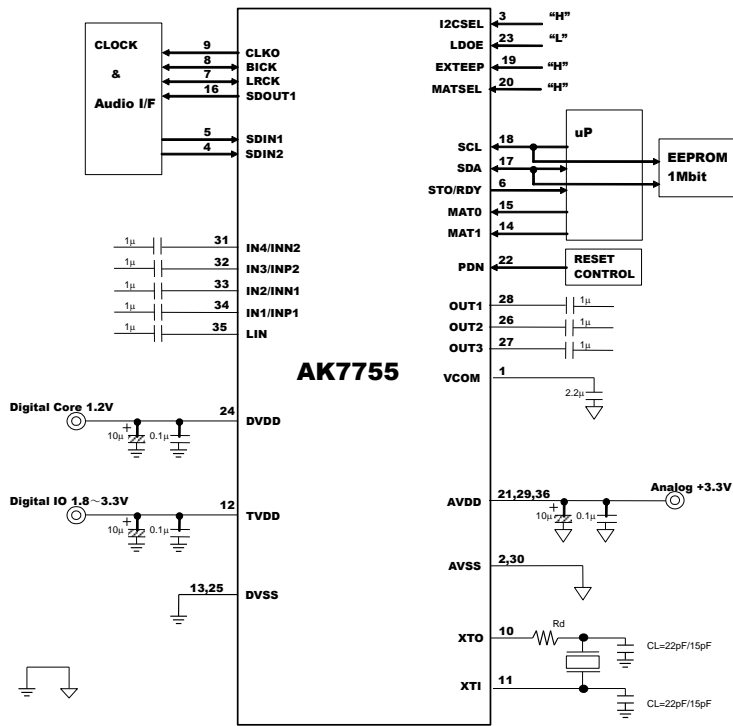 I2CSEL 3 “H”
LDOE 23 “L”
EXTEEP 19 “H”
MATSEL 20 “H”
CLOCK
&
Audio I/F
9 CLKO
8 BICK
7 LRCK
16 SDOUT1
5 SDIN1
4 SDIN2
uP
EEPROM
1Mbit
SCL 18
SDA 17
STO/RDY 6
MAT0 15
MAT1 14
PDN 22
RESET
CONTROL
1μ 31 IN4/INN2
1μ 32 IN3/INP2
1μ 33 IN2/INN1
1μ 34 IN1/INP1
1μ 35 LIN
OUT1 28 1μ
OUT2 26 1μ
OUT3 27 1μ
AK7755
VCOM 1
2.2μ
Digital Core 1.2V
24 DVDD
+
10μ 0.1μ
Digital IO 1.8～3.3V
12 TVDD
+
10μ 0.1μ
AVDD 21,29,36
Analog +3.3V
+
10μ 0.1μ
AVSS 2,30
13,25 DVSS
XTO 10
Rd
CL=22pF/15pF
XTI 11
CL=22pF/15pF